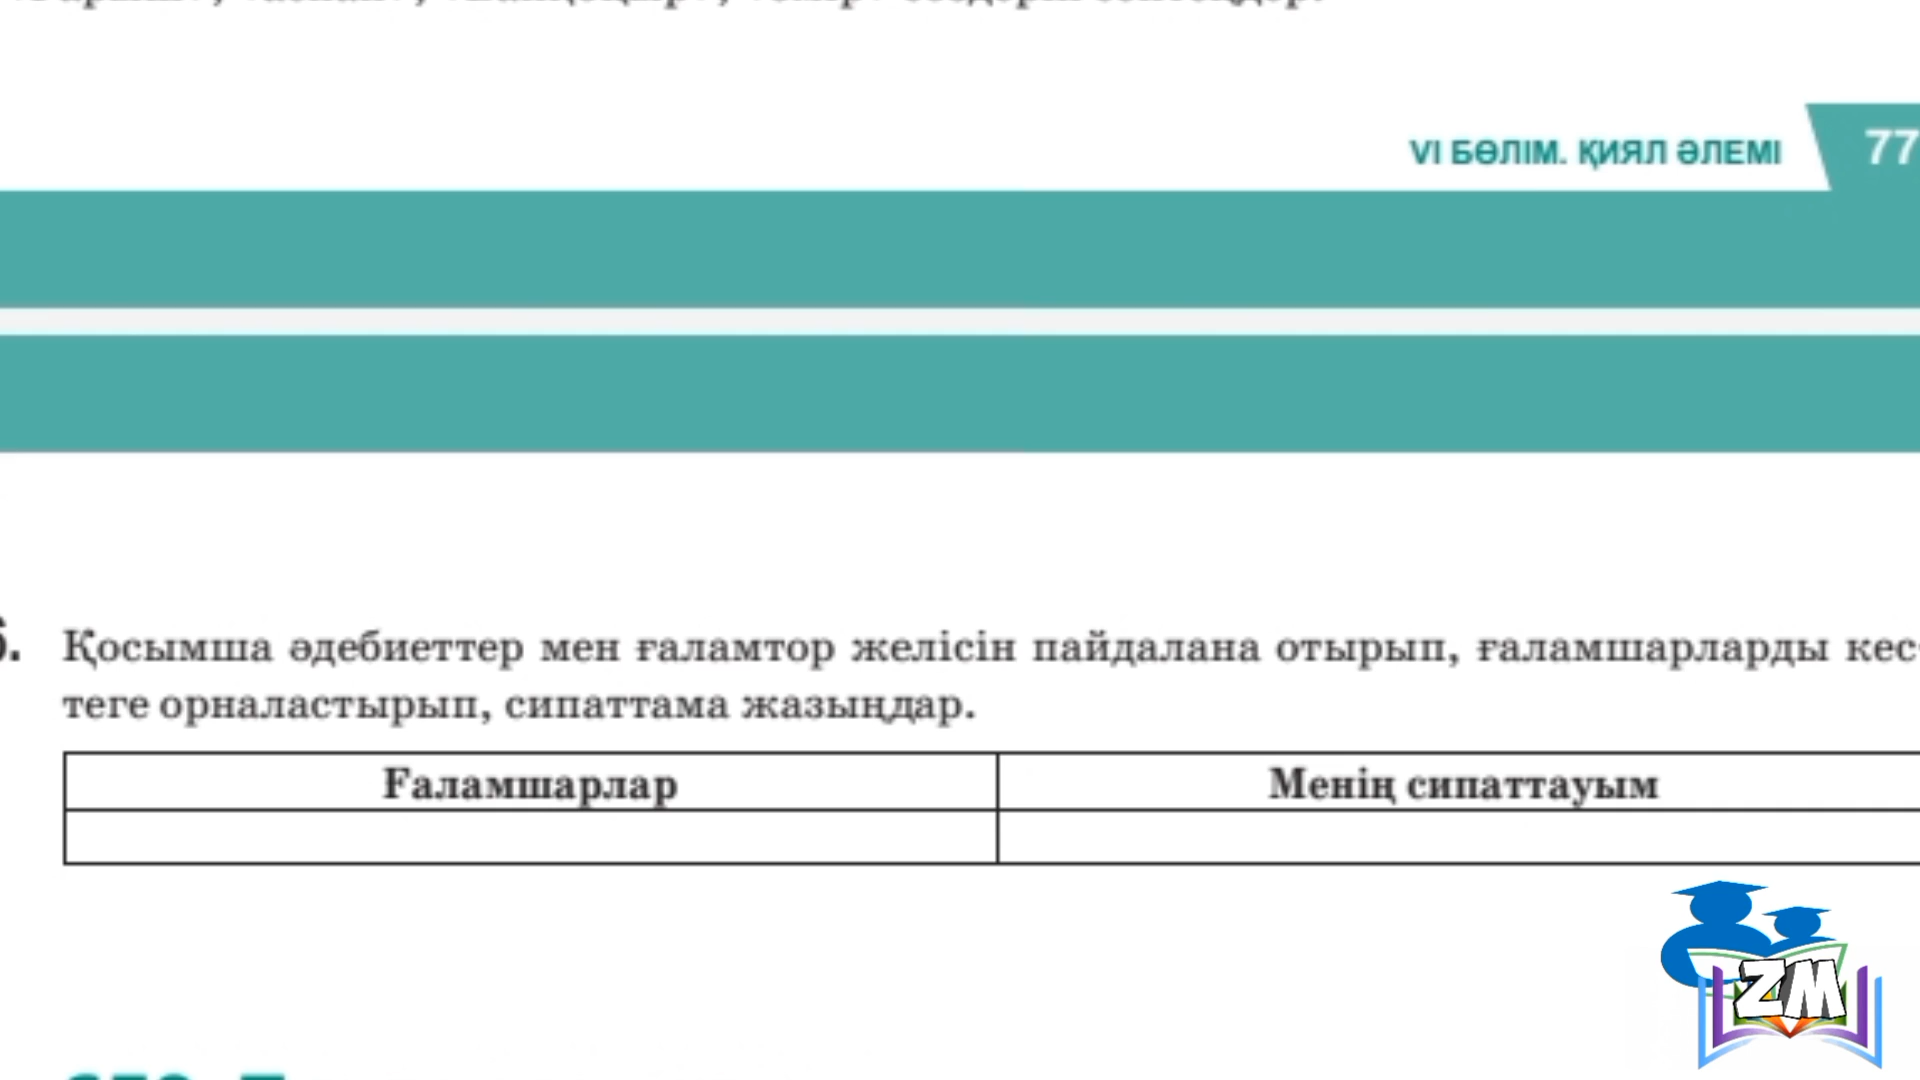 VI БӨЛІМ. ҚИЯЛ ӘЛЕМІ 77
Қосымша әдебиеттер мен ғаламтор желісін пайдалана отырып, ғаламшарларды кес-
теге орналастырып, сипаттама жазыңдар.
Ғаламшарлар Менің сипаттауым
ZM